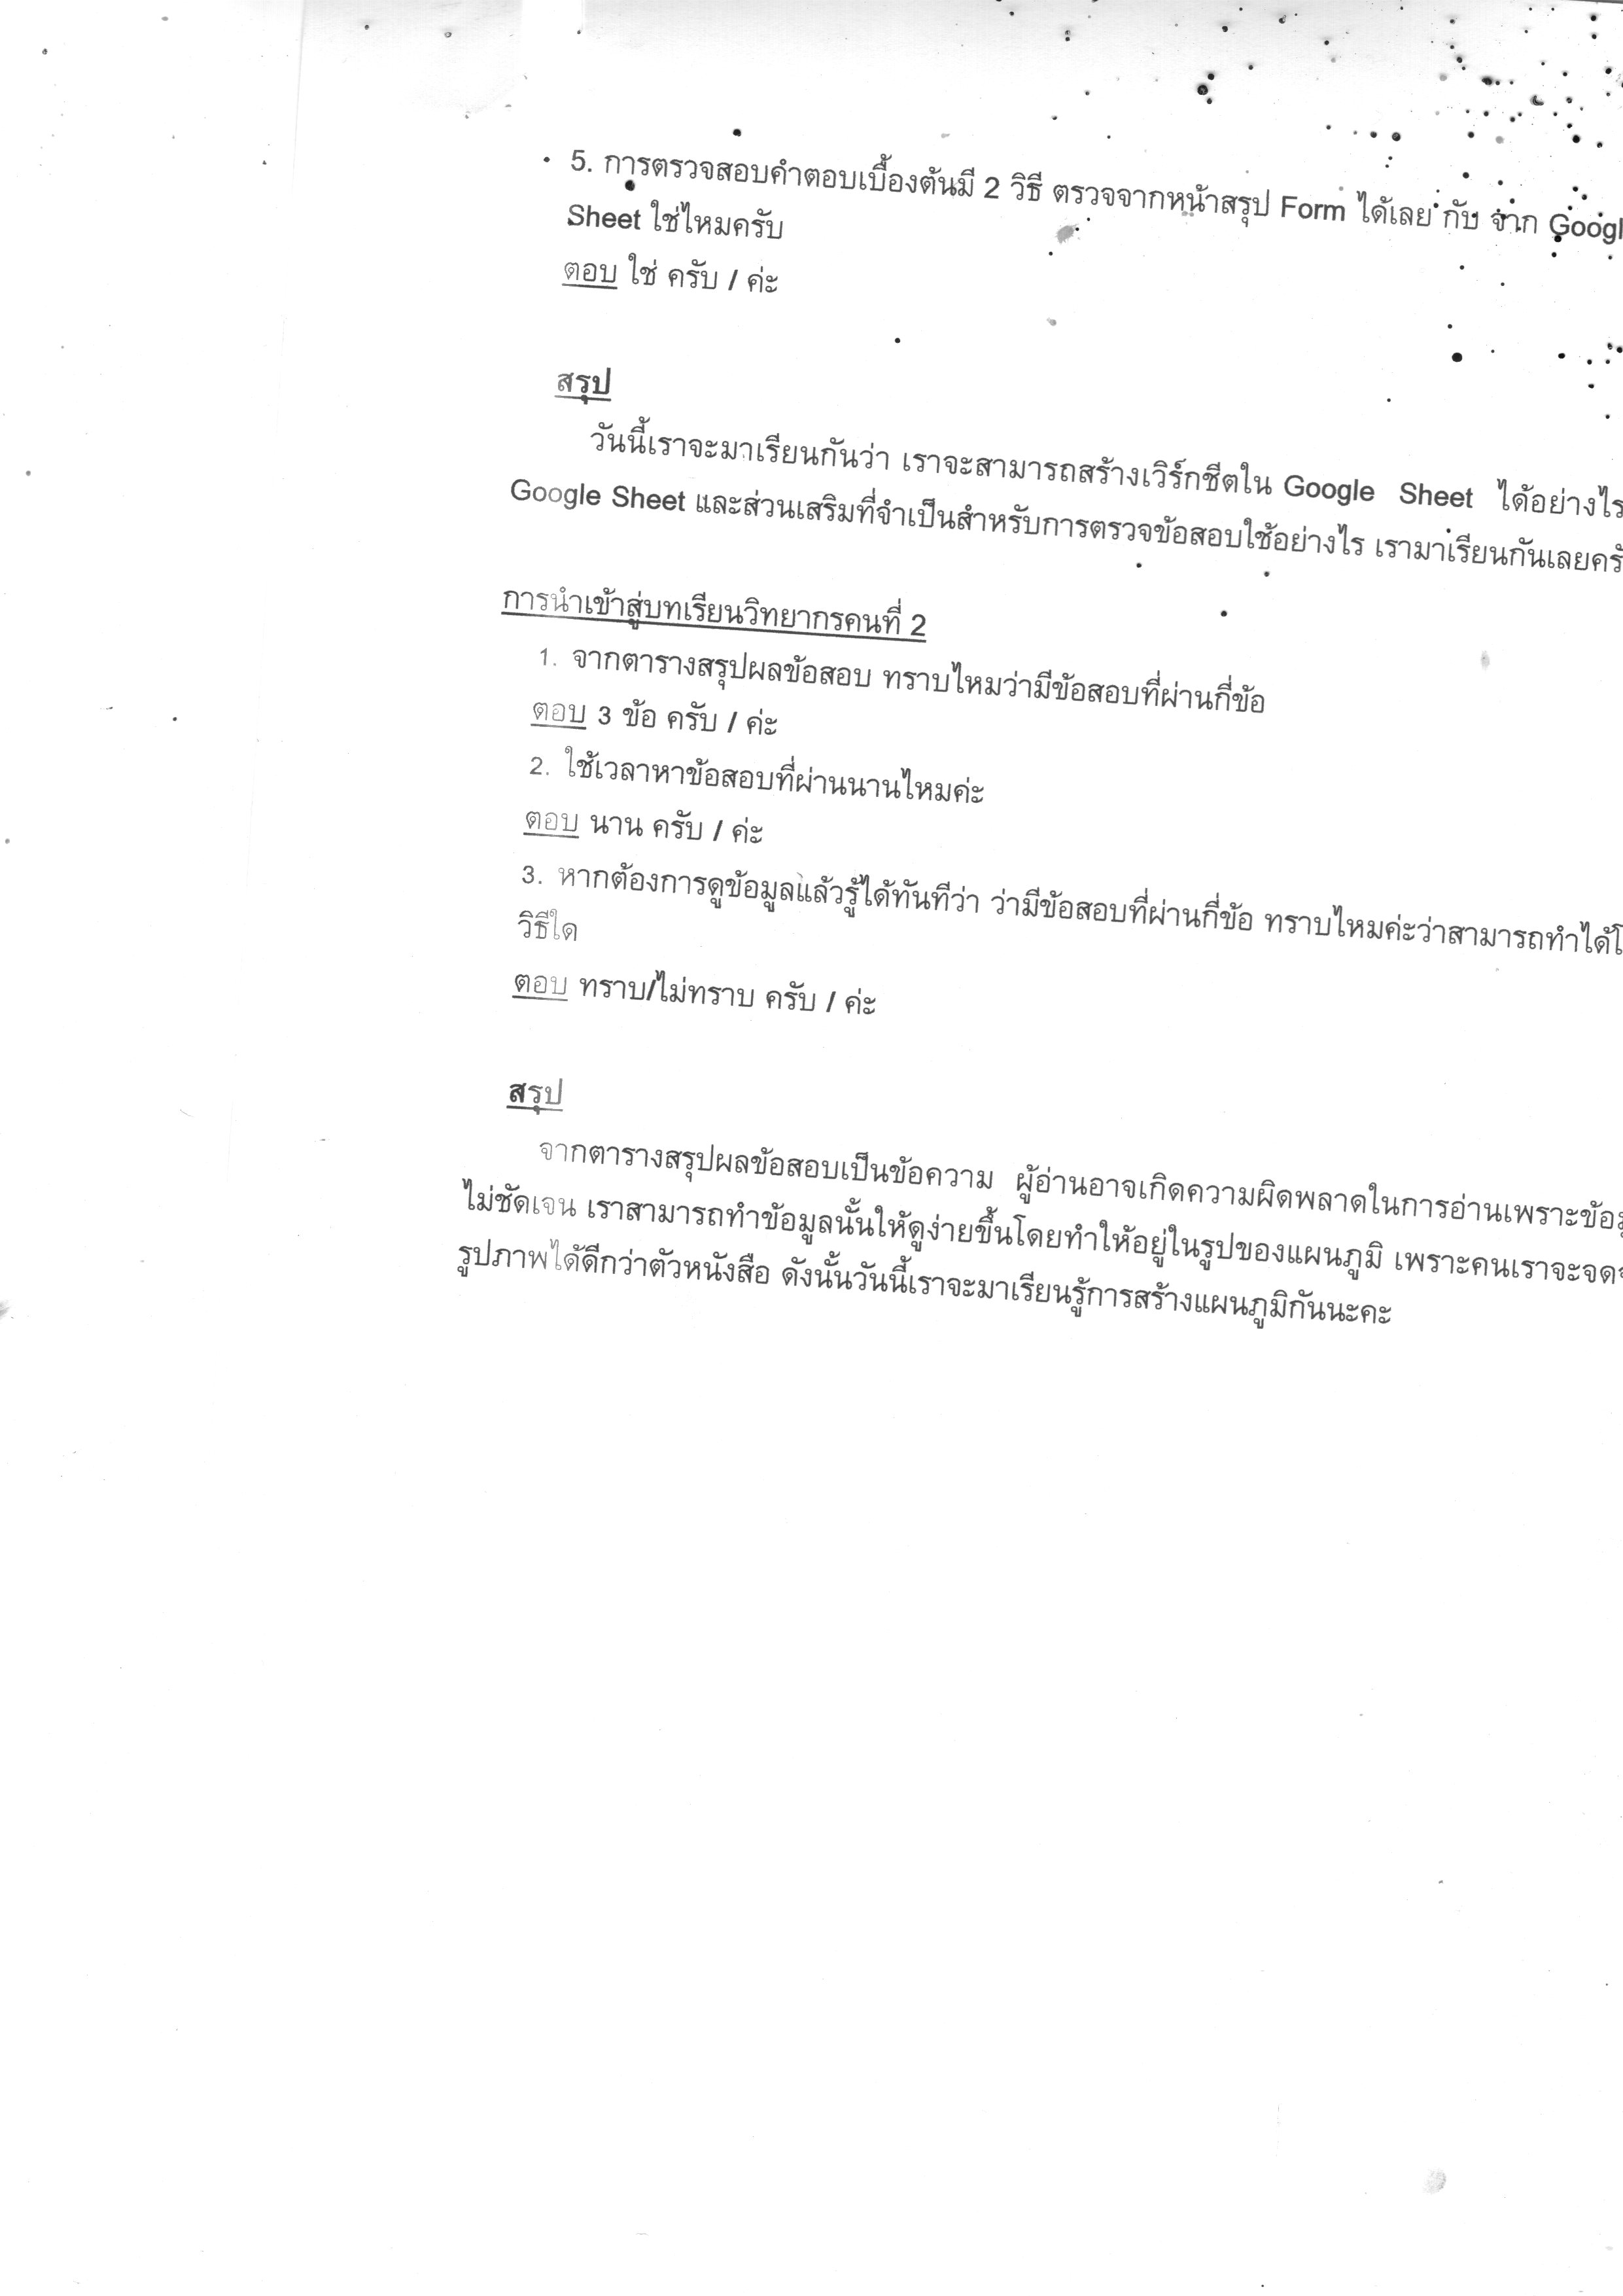 5. การตรวจสอบคำตอบเบื้องต้นมี 2 วิธี ตรวจจากหน้าสรุป Form ได้เลย กับ จาก Googl
Sheet ใช่ไหมครับ
ตอบ ใช่ ครับ / ค่ะ
สรุป
วันนี้เราจะมาเรียนกันว่า เราจะสามารถสร้างเวิร์กชีตใน Google Sheet ได้อย่างไร
Google Sheet และส่วนเสริมที่จำเป็นสำหรับการตรวจข้อสอบใช้อย่างไร เรามาเรียนกันเลยครั
การนำเข้าสู่บทเรียนวิทยากรคนที่ 2
1. จากตารางสรุปผลข้อสอบ ทราบไหมว่ามีข้อสอบที่ผ่านกี่ข้อ
ตอบ 3 ข้อ ครับ / ค่ะ
2. ใช้เวลาหาข้อสอบที่ผ่านนานไหมค่ะ
ตอบ นาน ครับ / ค่ะ
3. หากต้องการดูข้อมูลแล้วรู้ได้ทันทีว่า ว่ามีข้อสอบที่ผ่านกี่ข้อ ทราบไหมค่ะว่าสามารถทำได้โ
วิธีใด
ตอบ ทราบ/ไม่ทราบ ครับ / ค่ะ
สรุป
จากตารางสรุปผลข้อสอบเป็นข้อความ ผู้อ่านอาจเกิดความผิดพลาดในการอ่านเพราะข้อมู
ไม่ชัดเจน เราสามารถทำข้อมูลนั้นให้ดูง่ายขึ้นโดยทำให้อยู่ในรูปของแผนภูมิ เพราะคนเราจะจดจ
รูปภาพได้ดีกว่าตัวหนังสือ ดังนั้นวันนี้เราจะมาเรียนรู้การสร้างแผนภูมิกันนะคะ